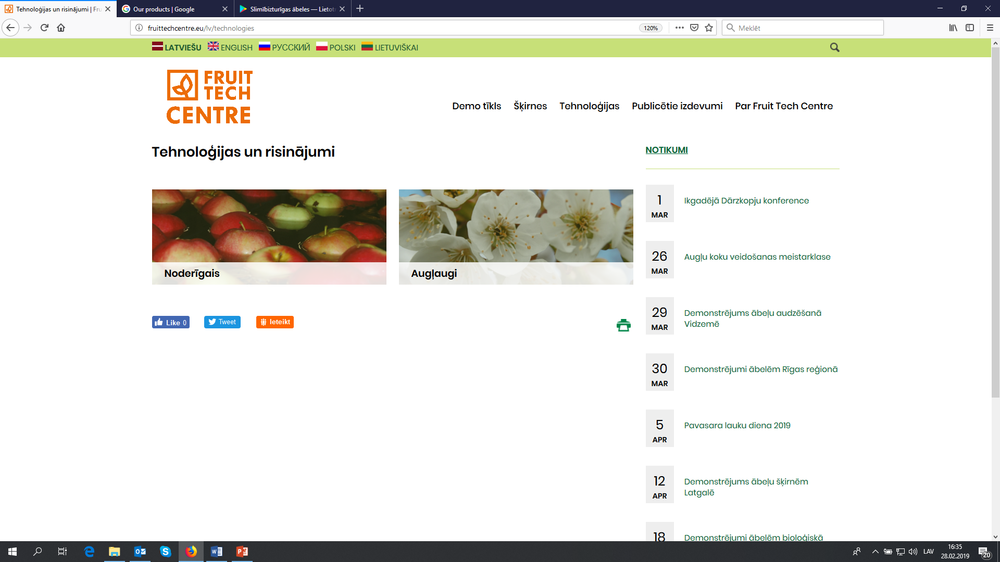 Tehnoloģijas un risinājumi | Fru
Our products | Google
Slimībizturīgas ābeles — Lietot
fruittechcentre.eu/lv/technologies
120%
Meklēt
LATVIEŠU ENGLISH РУССКИЙ POLSKI LIETUVIŠKAI
FRUIT
TECH
CENTRE
Demo tīkls Šķirnes Tehnoloģijas Publicētie izdevumi Par Fruit Tech Centre
Tehnoloģijas un risinājumi
Noderīgais
Augļaugi
Like 0
Tweet
Ieteikt
NOTIKUMI
1
MAR
Ikgadējā Dārzkopju konference
26
MAR
Augļu koku veidošanas meistarklase
29
MAR
Demonstrējums ābeļu audzēšanā
Vidzemē
30
MAR
Demonstrējumi ābelēm Rīgas reģionā
5
APR
Pavasara lauku diena 2019
12
APR
Demonstrējums ābeļu šķirnēm
Latgalē
18
Demonstrējumi ābelēm bioloģiskā
LAV
16:35
28.02.2019
20